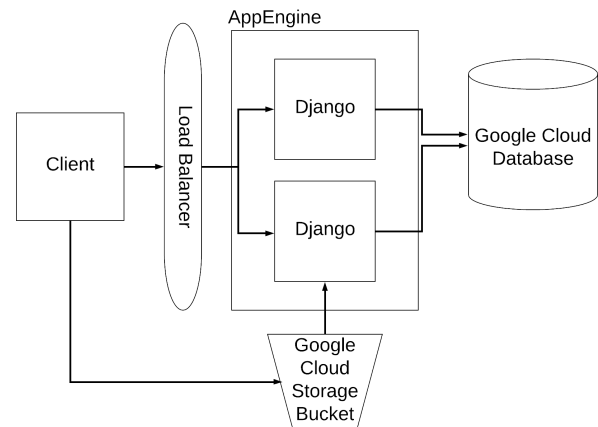 AppEngine
Client
Load Balancer
Django
Django
Google Cloud
Database
Google
Cloud
Storage
Bucket